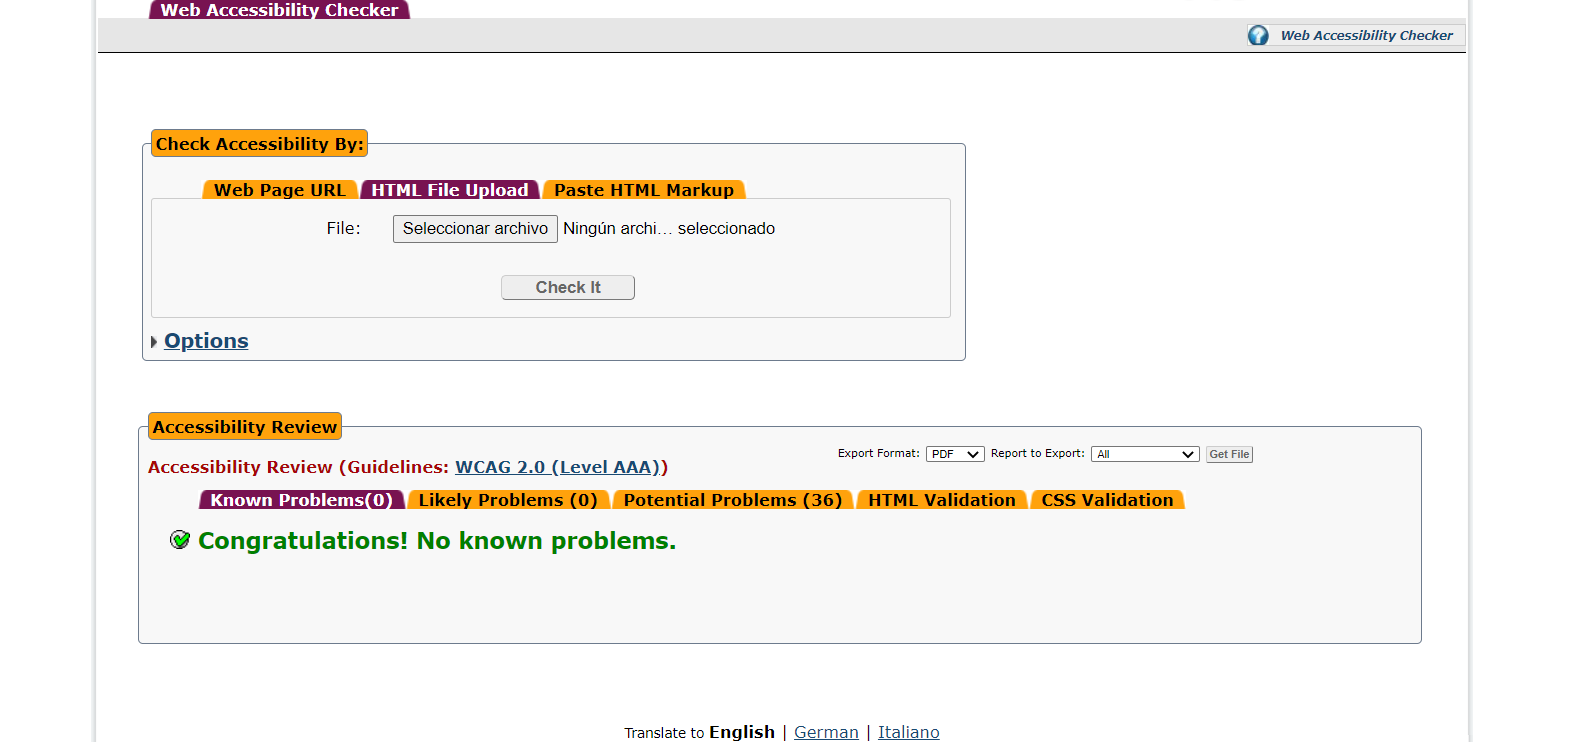 Web Accessibility Checker
Web Accessibility Checker
Check Accessibility By:
Web Page URL HTML File Upload Paste HTML Markup
File: Seleccionar archivo Ningún archi... seleccionado
Check It
Options
Accessibility Review
Export Format: PDF Report to Export: All Get File
Accessibility Review (Guidelines: WCAG 2.0 (Level AAA))
Known Problems(0) Likely Problems (0) Potential Problems (36) HTML Validation CSS Validation
Congratulations! No known problems.
Translate to English | German | Italiano